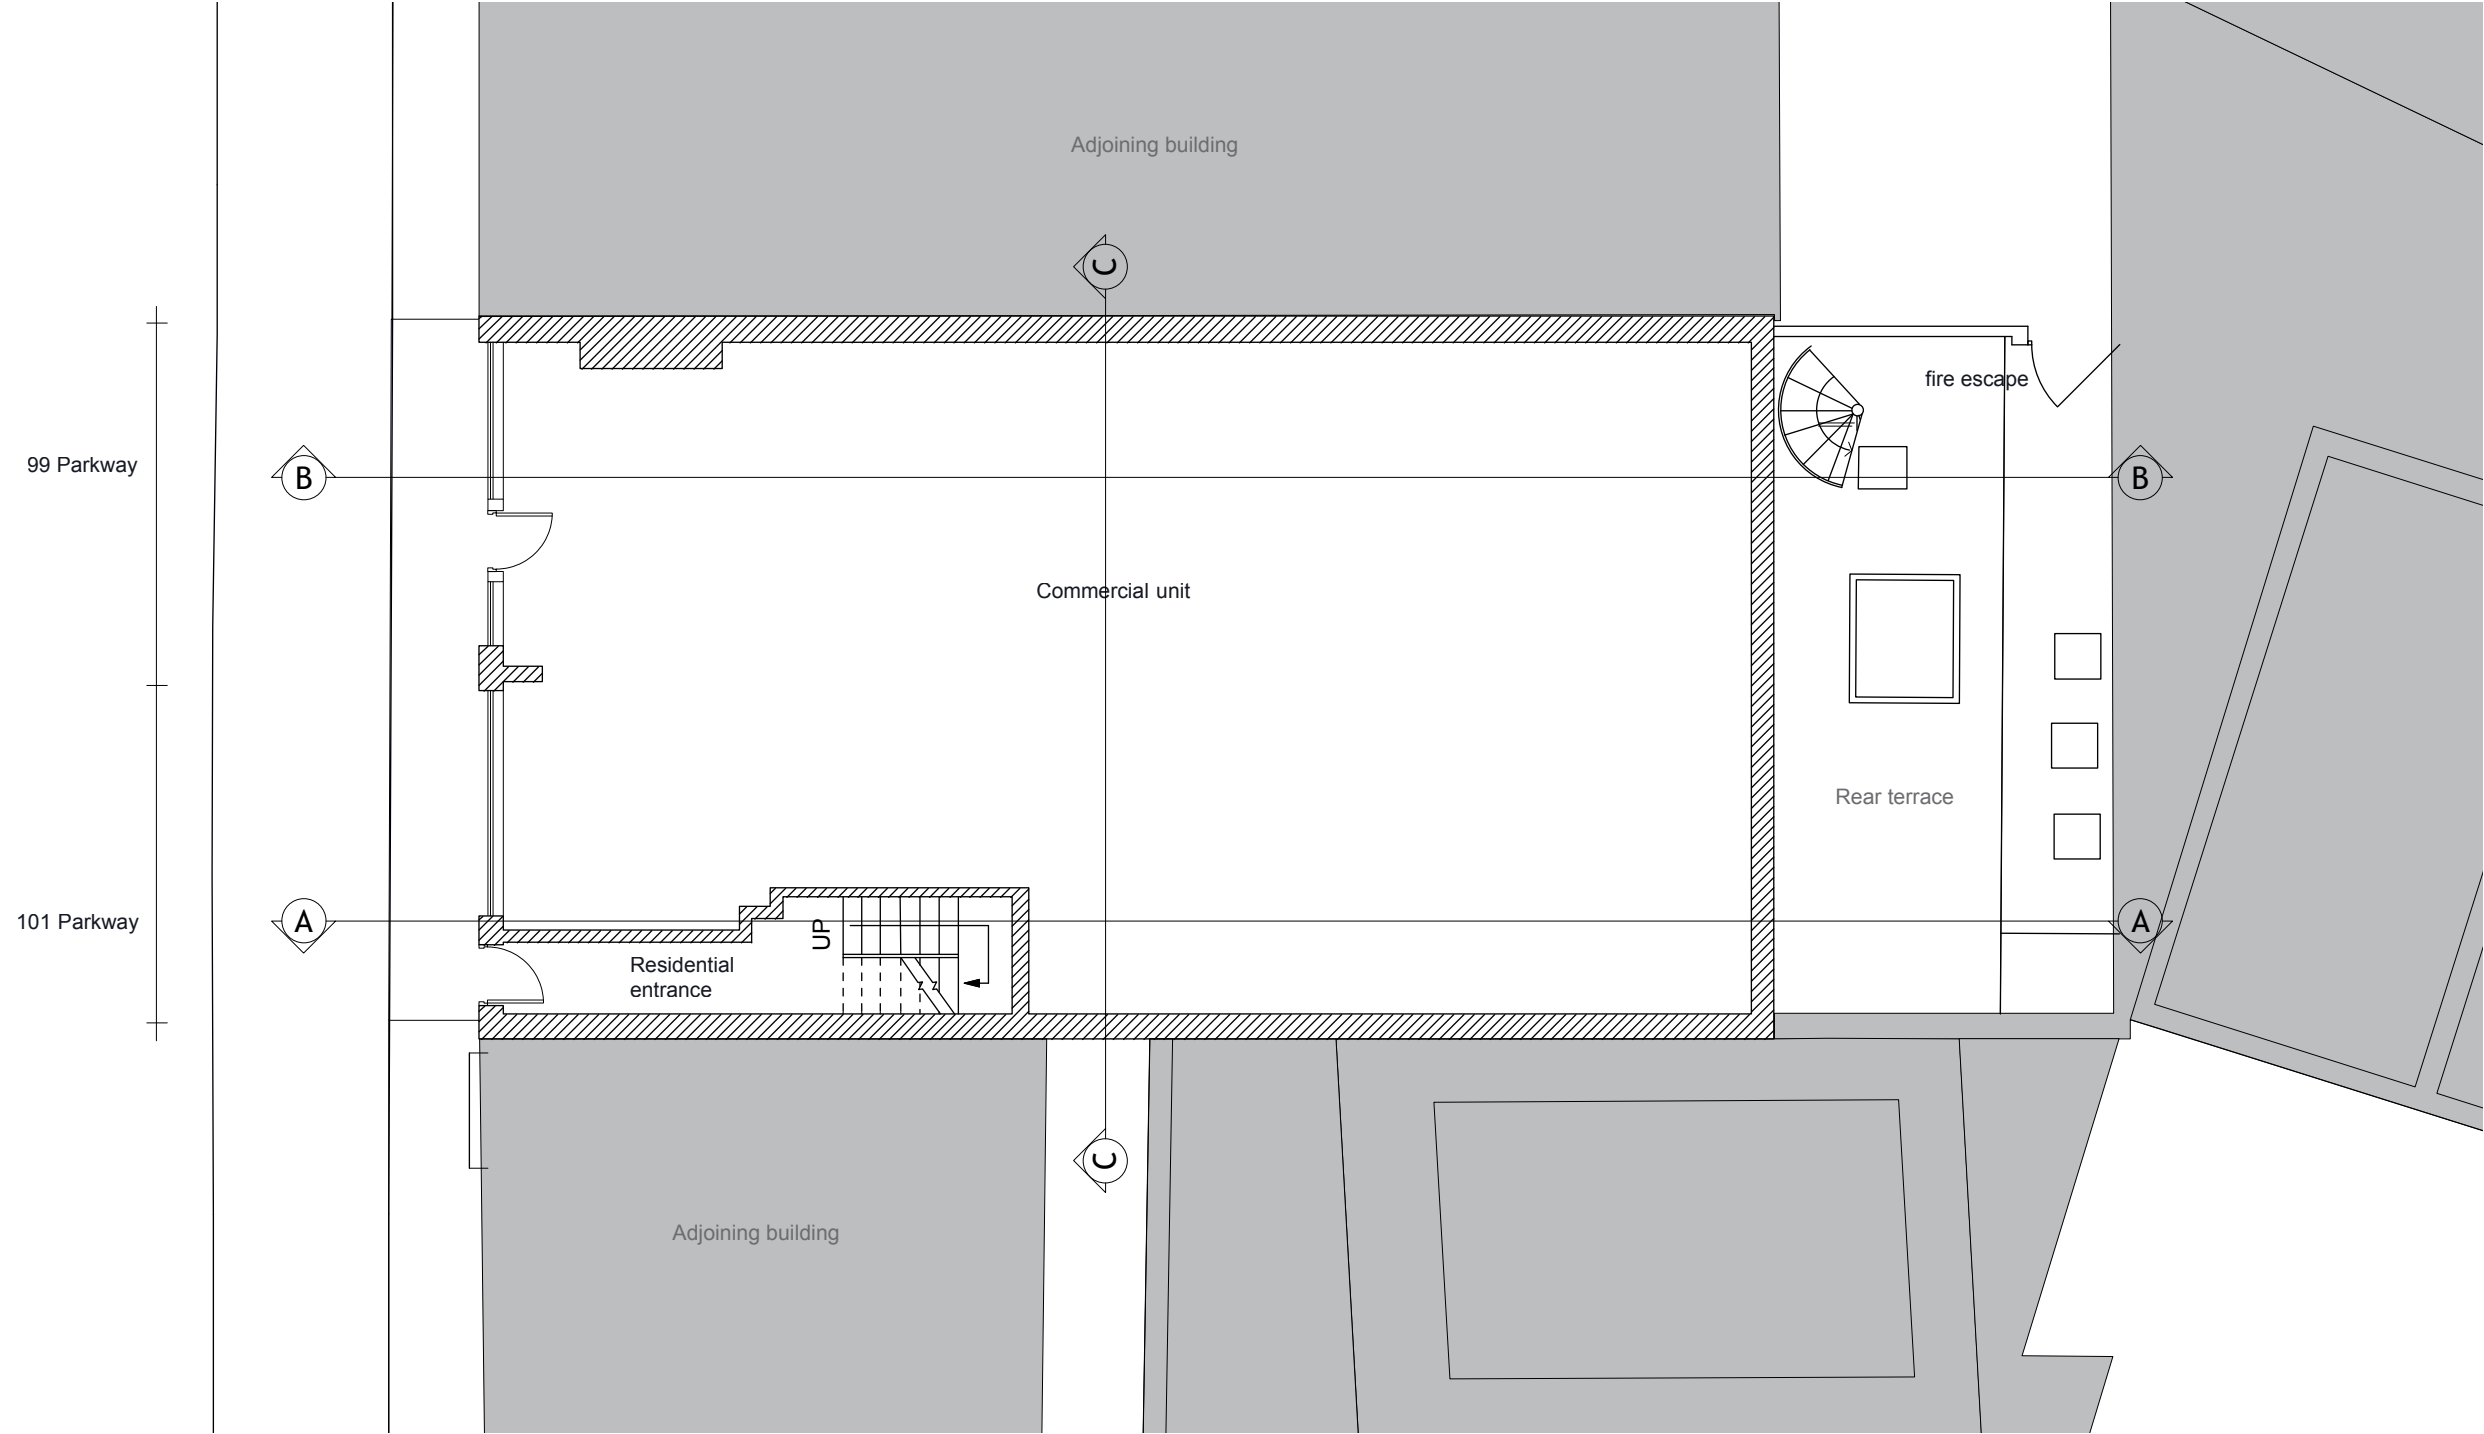 Adjoining building
C
fire escape
99 Parkway
B
B
Commercial unit
Rear terrace
101 Parkway
A
A
UP
Residential
entrance
C
Adjoining building